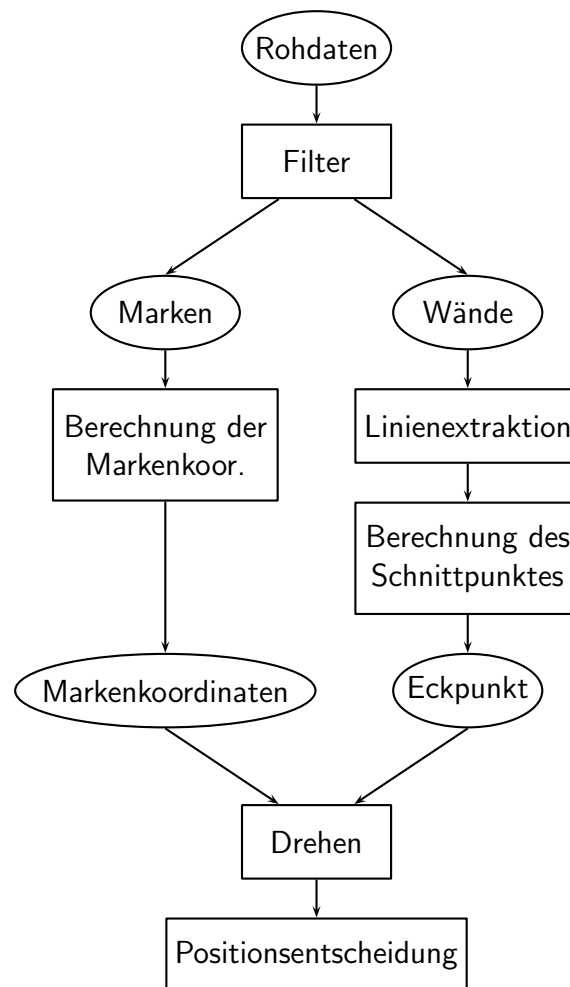 Rohdaten
Filter
Marken
Wände
Berechnung der
Markenkoor.
Linienextraktion
Berechnung des
Schnittpunktes
Markenkoordinaten
Eckpunkt
Drehen
Positionsentscheidung